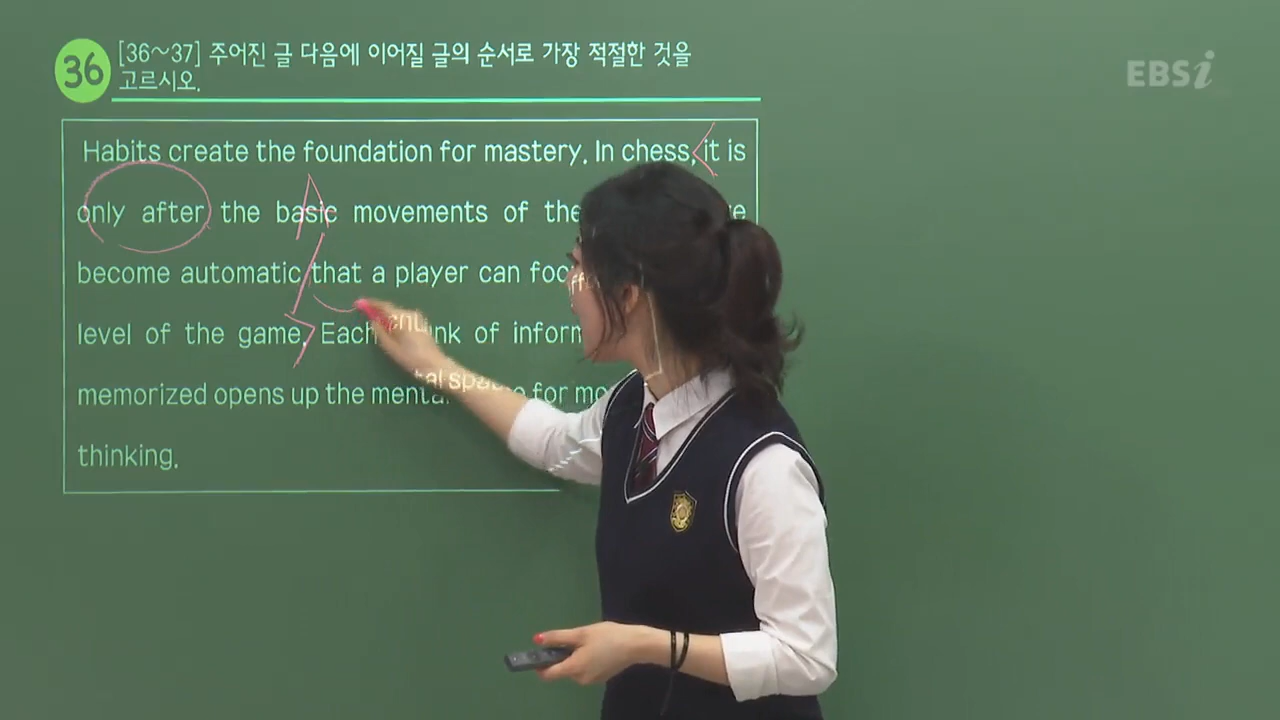 36
[36~37] 주어진 글 다음에 이어질 글의 순서로 가장 적절한 것을
고르시오.
EBSi
Habits create the foundation for mastery. In chess, it is
only after the basic movements of the
become automatic that a player can
level of the game. Each of
memorized opens up the for
thinking.